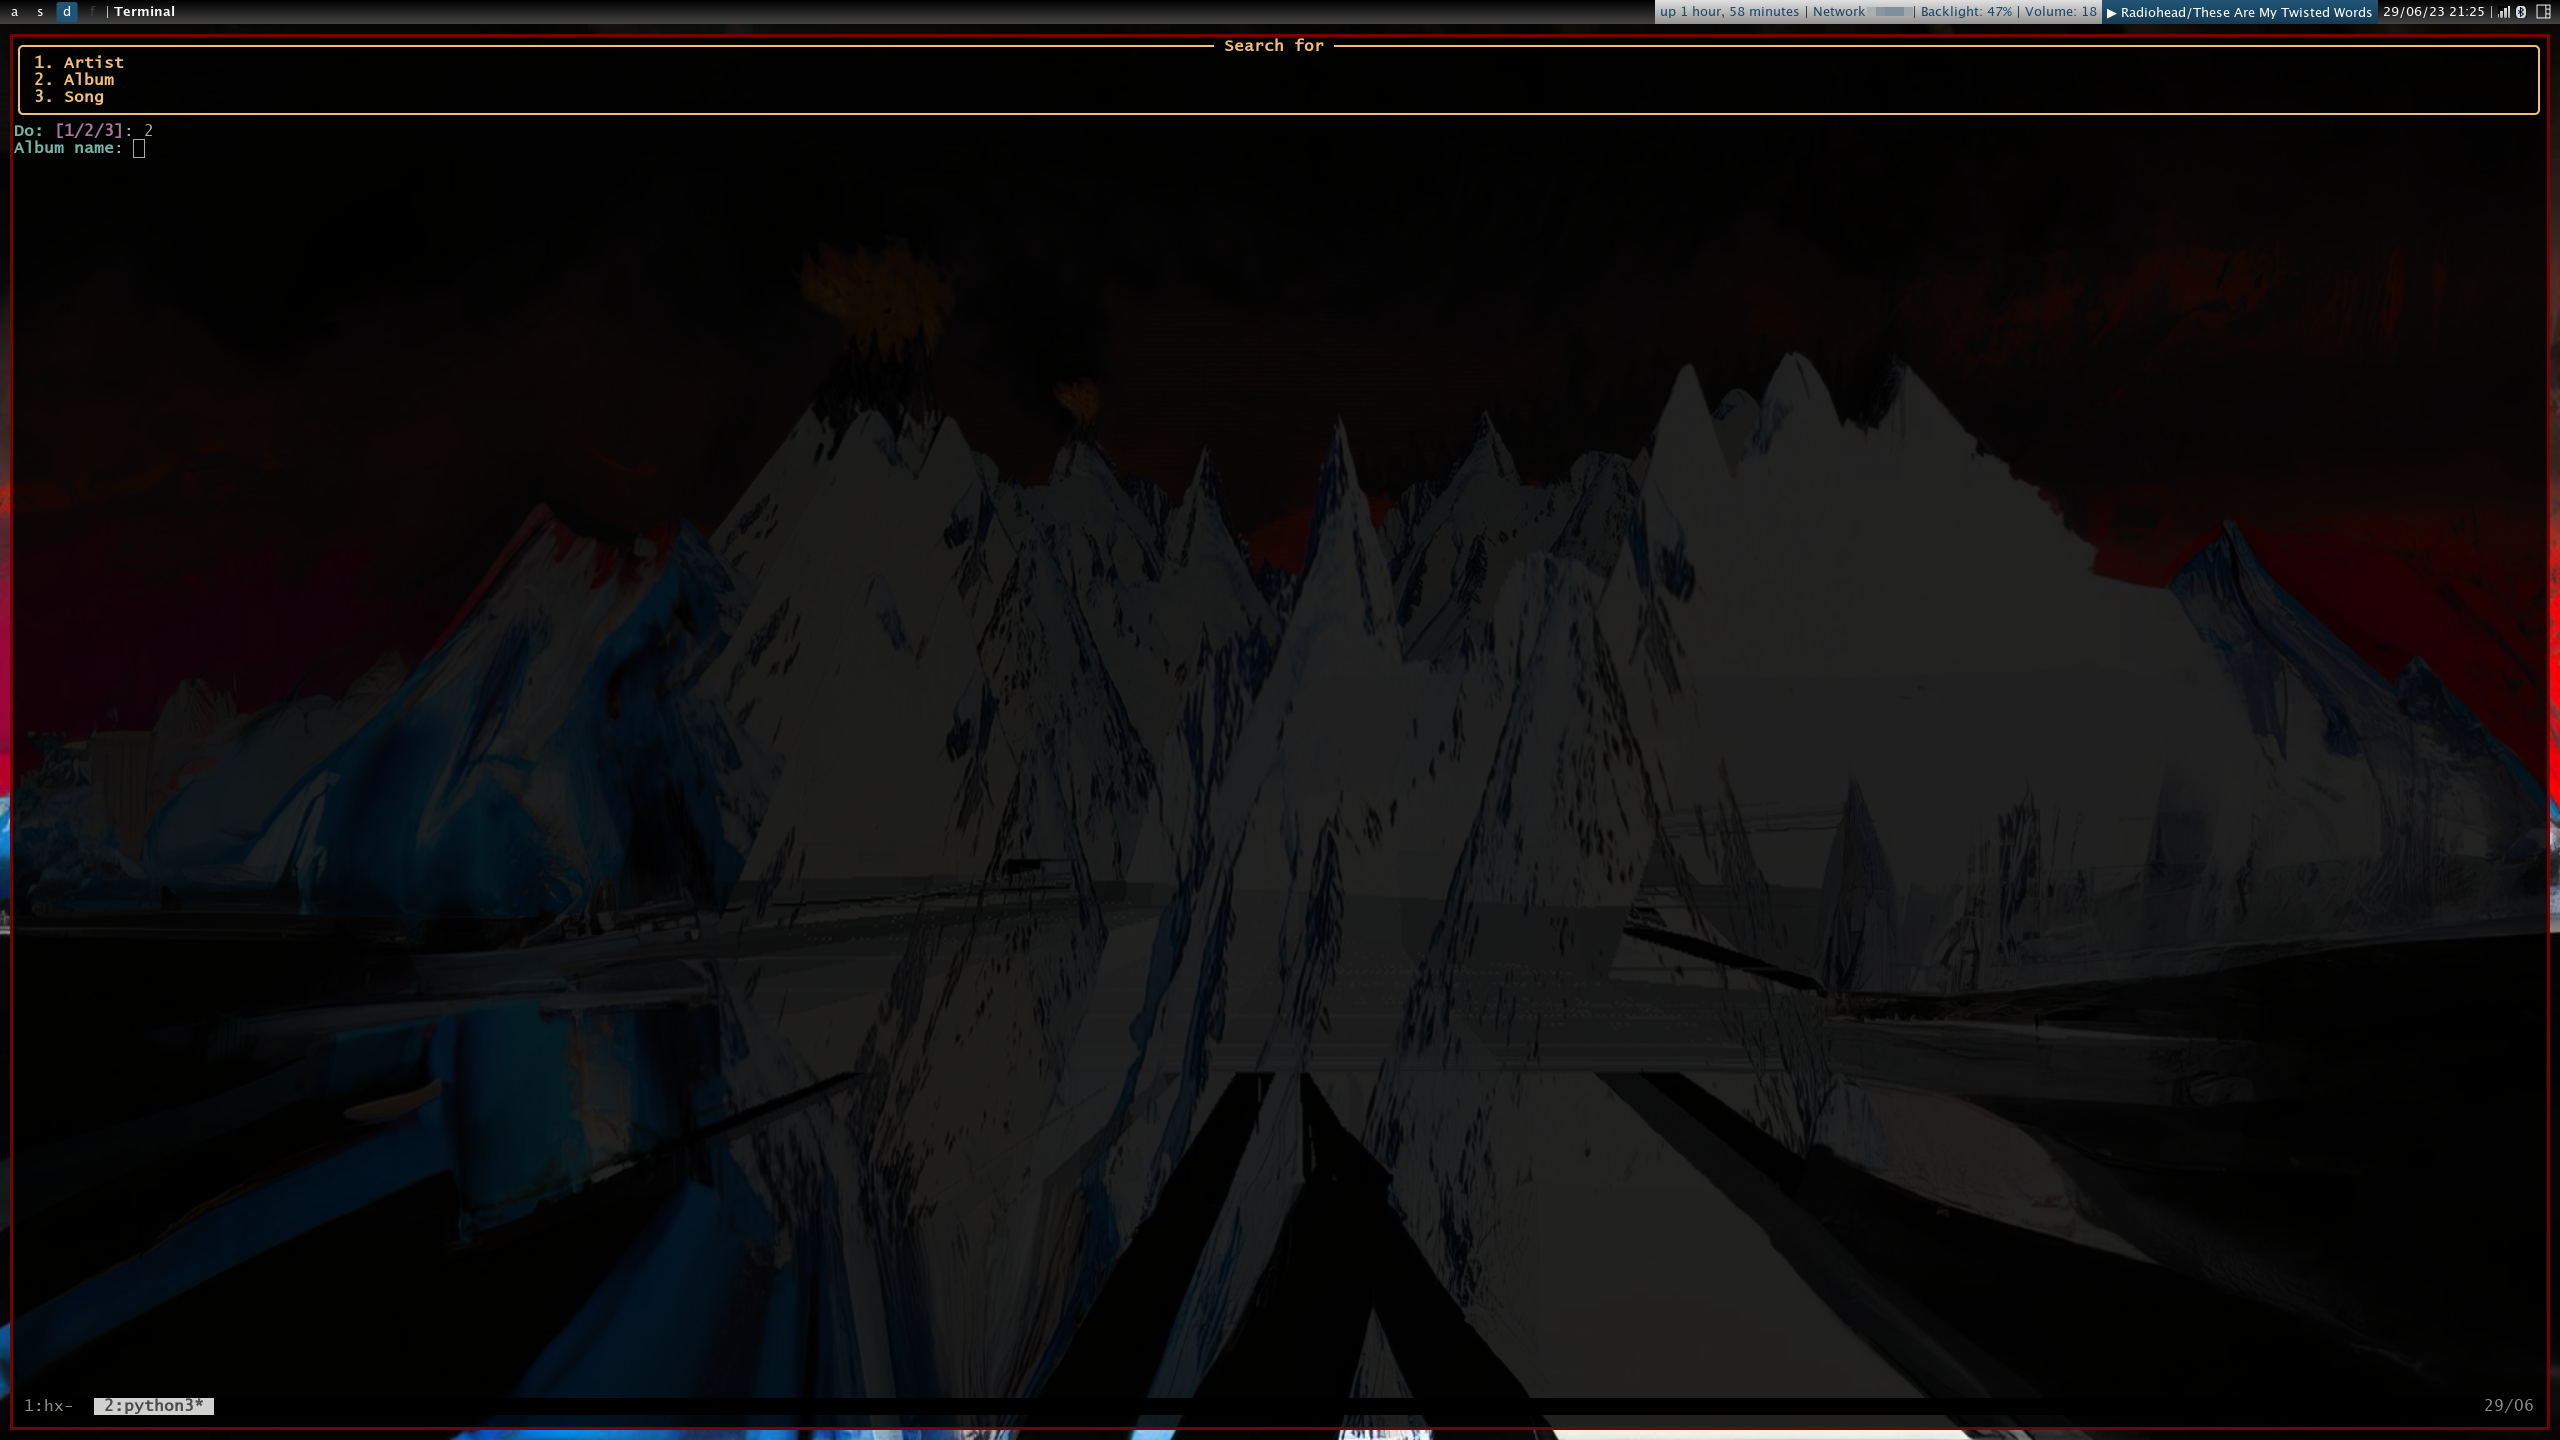 a s d f | Terminal
up 1 hour, 58 minutes | Network | Backlight: 47% | Volume: 18 ▶ Radiohead/These Are My Twisted Words 29/06/23 21:25 |
Search for
1. Artist
2. Album
3. Song
Do: [1/2/3]: 2
Album name:
1:hx- 2:python3* 29/06